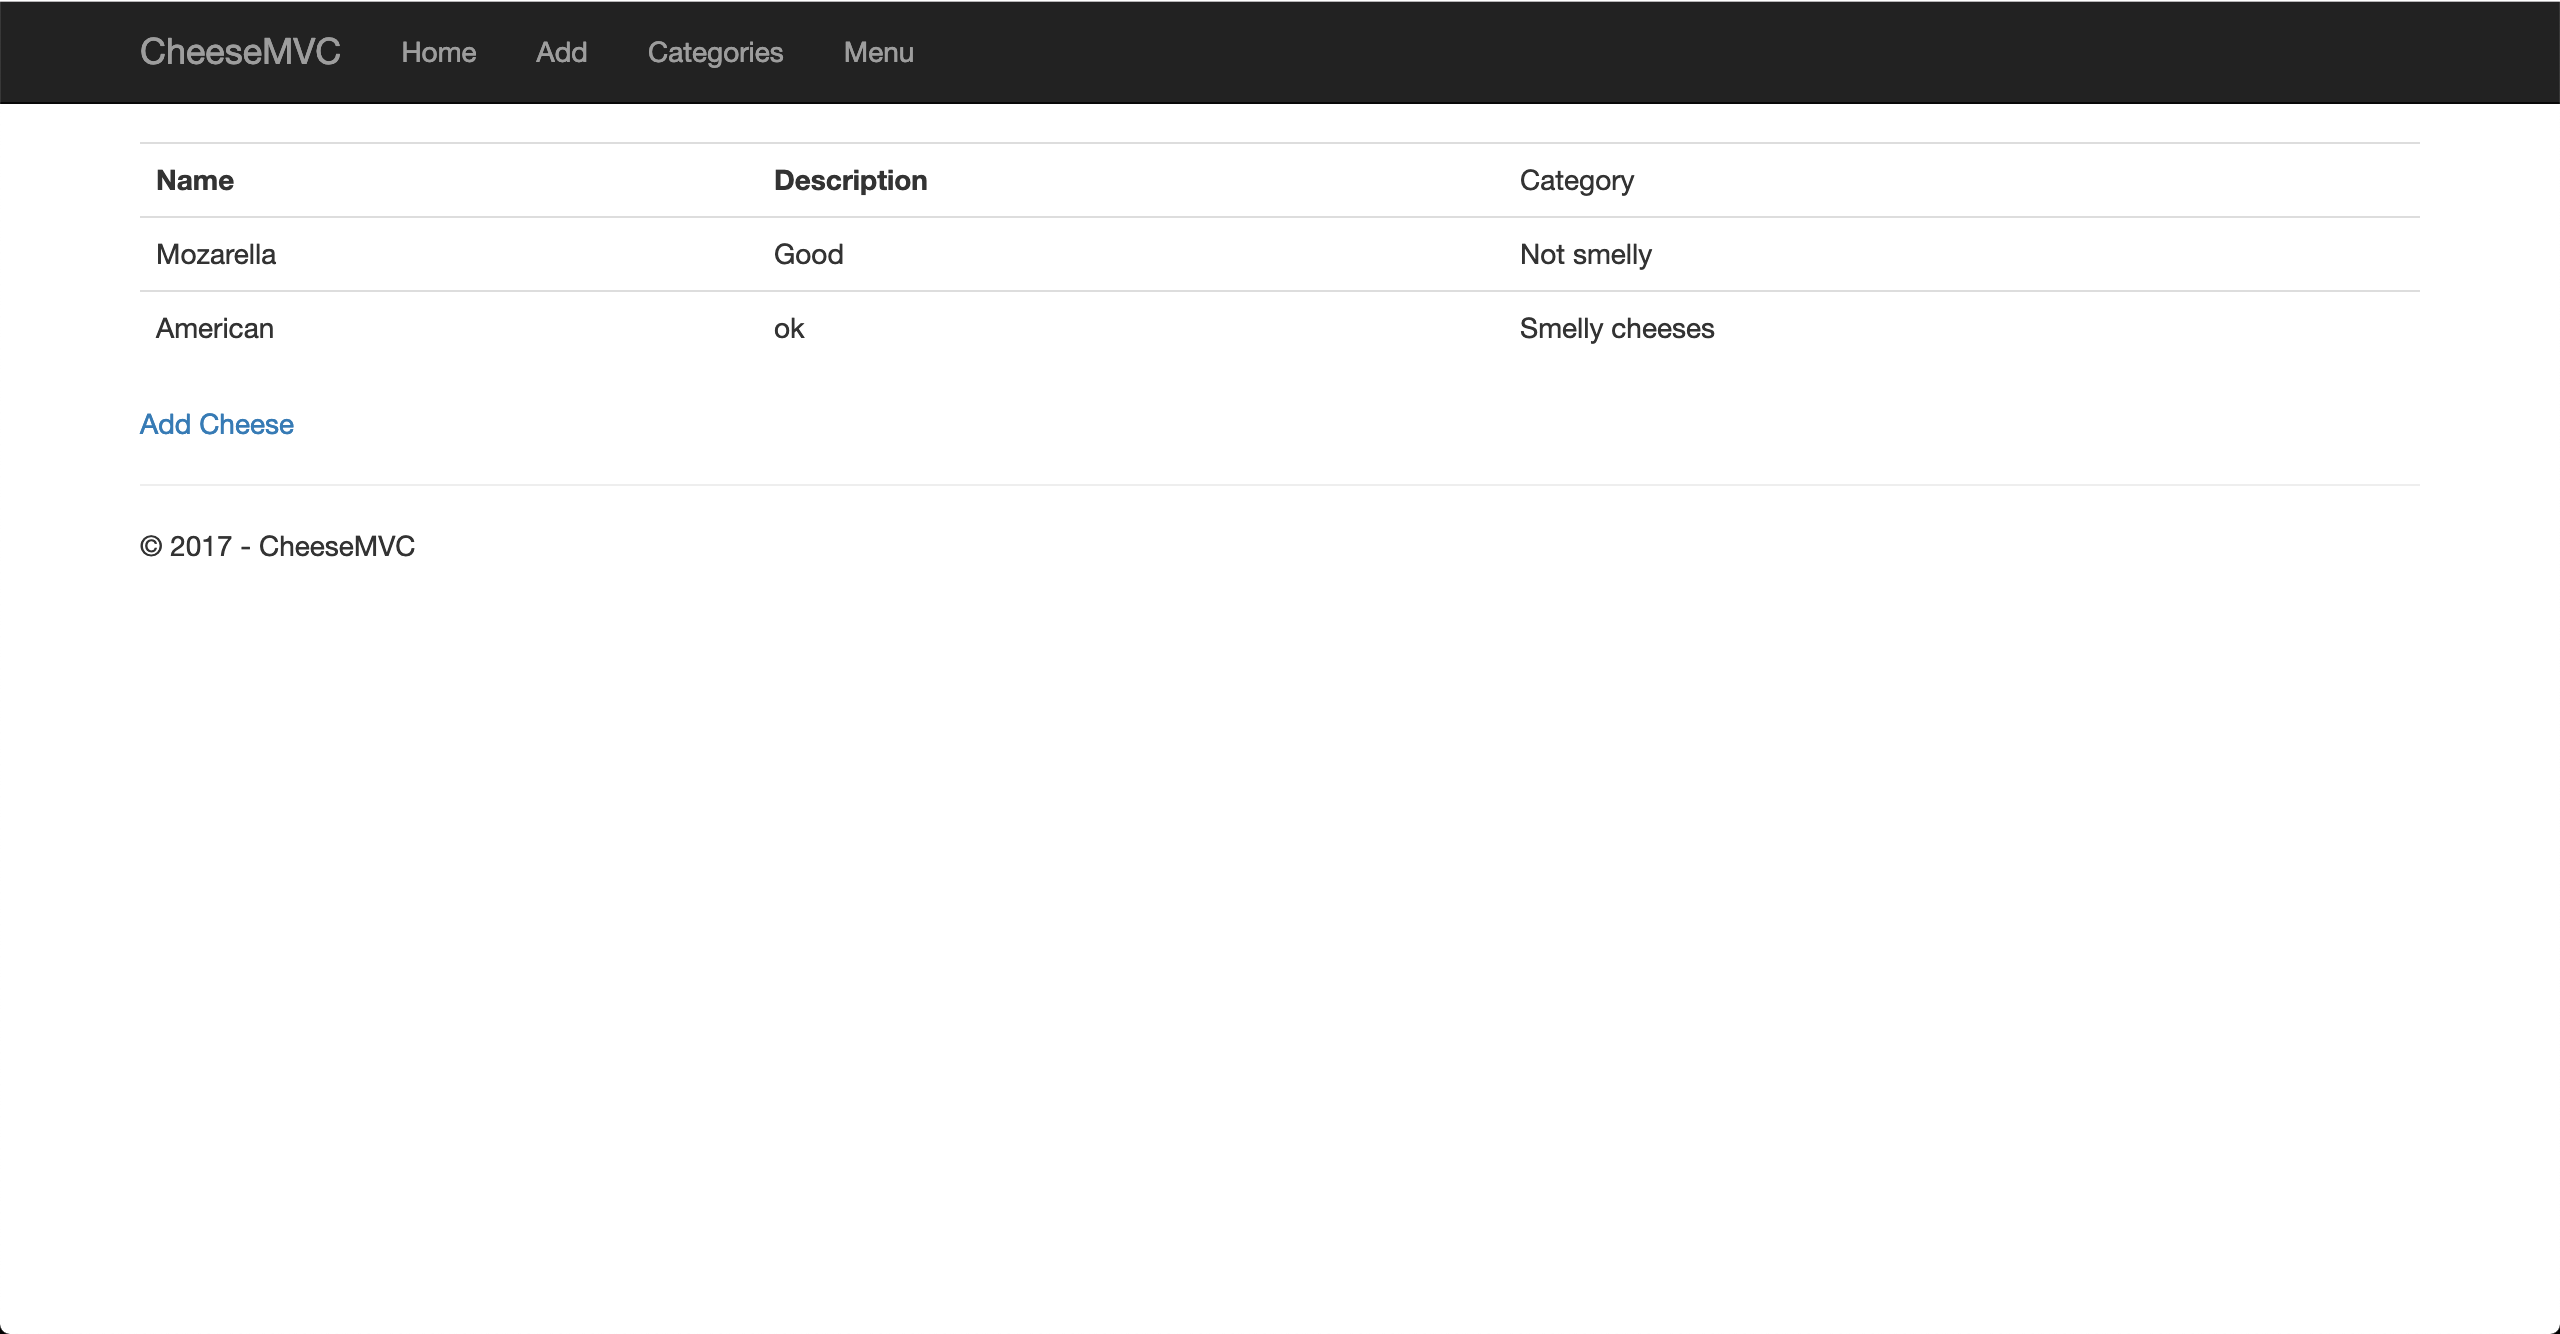 CheeseMVC Home Add Categories Menu
Name Description Category
Mozarella Good Not smelly
American ok Smelly cheeses
Add Cheese
© 2017 - CheeseMVC